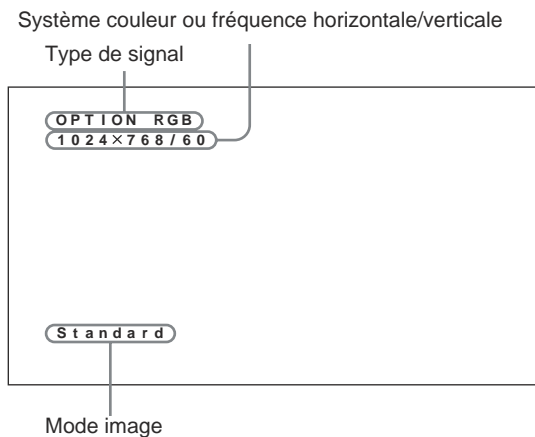 Système couleur ou fréquence horizontale/verticale
Type de signal
OPTION RGB
1024×768/60
Standard
Mode image